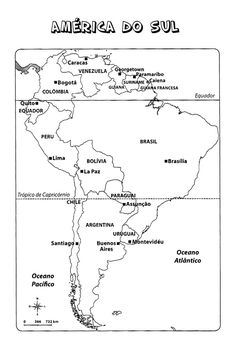 AMÉRICA DO SUL
Caracas
VENEZUELA
Georgetown
Paramaribo
Bogotá
SURINAME
Caiena
GUIANA
GUIANA FRANCESA
COLÔMBIA
Quito
Equador
EQUADOR
PERU
BRASIL
Lima
BOLÍVIA
Brasília
La Paz
Trópico de Capricórnio
PARAGUAI
CHILE
Assunção
ARGENTINA
URUGUAI
Santiago
Buenos
Aires
Montevidéu
Oceano
Atlântico
Oceano
Pacífico
0 366 732 km